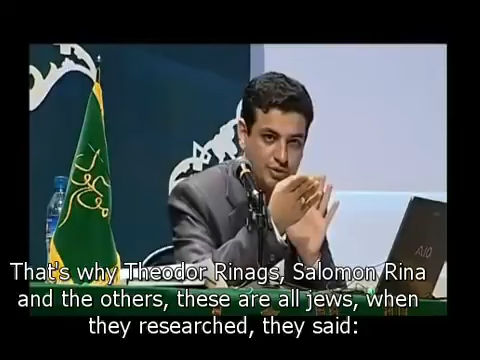 That's why Theodor Rinags, Salomon Rina
and the others, these are all jews, when
they researched, they said: